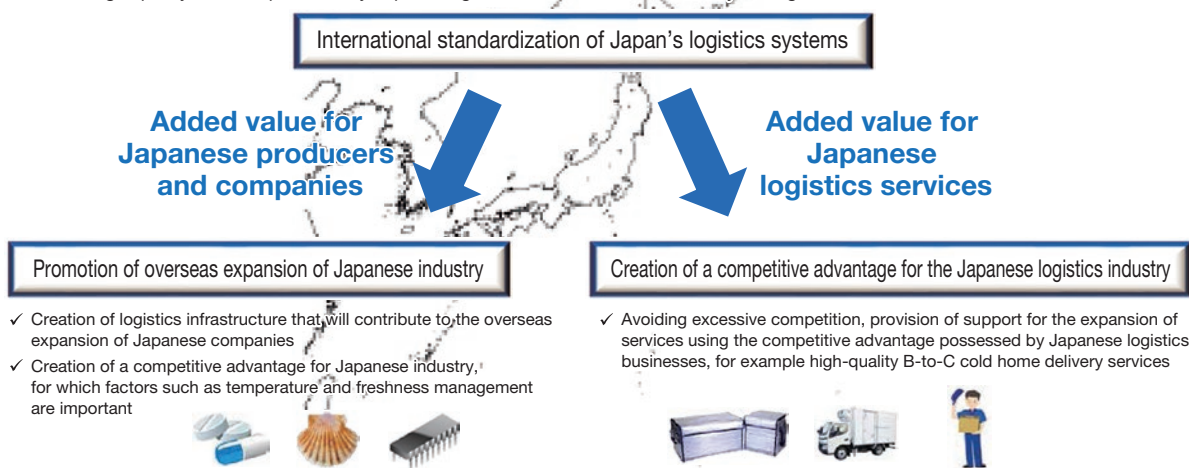 International standardization of Japan's logistics systems
Added value for
Japanese producers
and companies
Added value for
Japanese
logistics services
Promotion of overseas expansion of Japanese industry
✓ Creation of logistics infrastructure that will contribute to the overseas
expansion of Japanese companies
✓ Creation of a competitive advantage for Japanese industry,
for which factors such as temperature and freshness management
are important
Creation of a competitive advantage for the Japanese logistics industry
✓ Avoiding excessive competition, provision of support for the expansion of
services using the competitive advantage possessed by Japanese logistics
businesses, for example high-quality B-to-C cold home delivery services